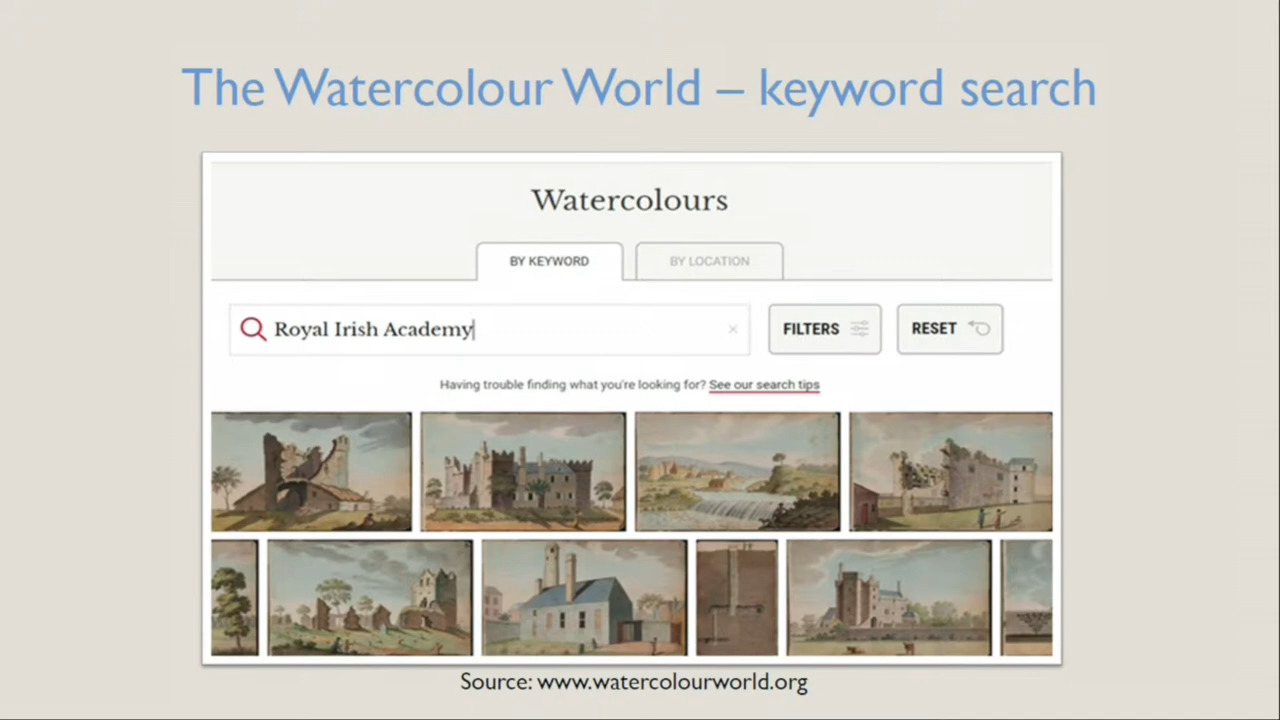 The Watercolour World – keyword search
Watercolours
BY KEYWORD BY LOCATION
Royal Irish Academy × FILTERS RESET
Having trouble finding what you're looking for? See our search tips
Source: www.watercolourworld.org